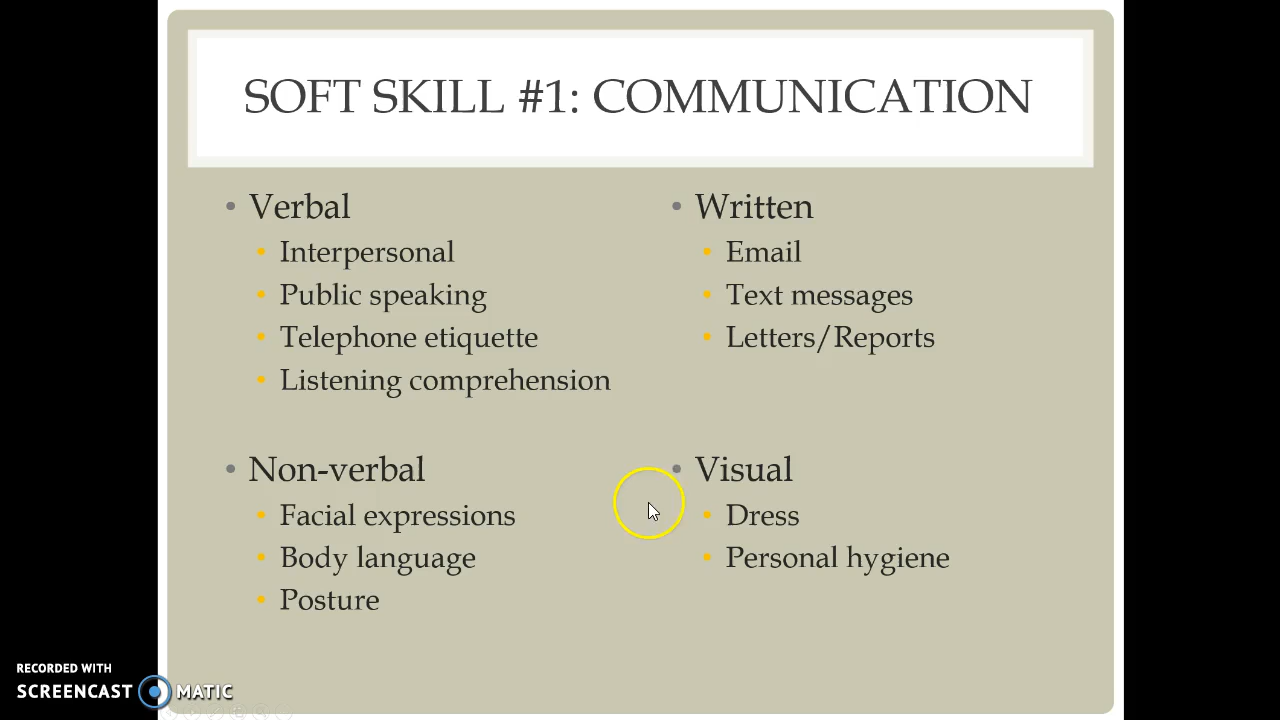 SOFT SKILL #1: COMMUNICATION
• Verbal
• Interpersonal
• Public speaking
• Telephone etiquette
• Listening comprehension
• Non-verbal
• Facial expressions
• Body language
• Posture
• Written
• Email
• Text messages
• Letters/Reports
• Visual
• Dress
• Personal hygiene
RECORDED WITH
SCREENCAST MATIC